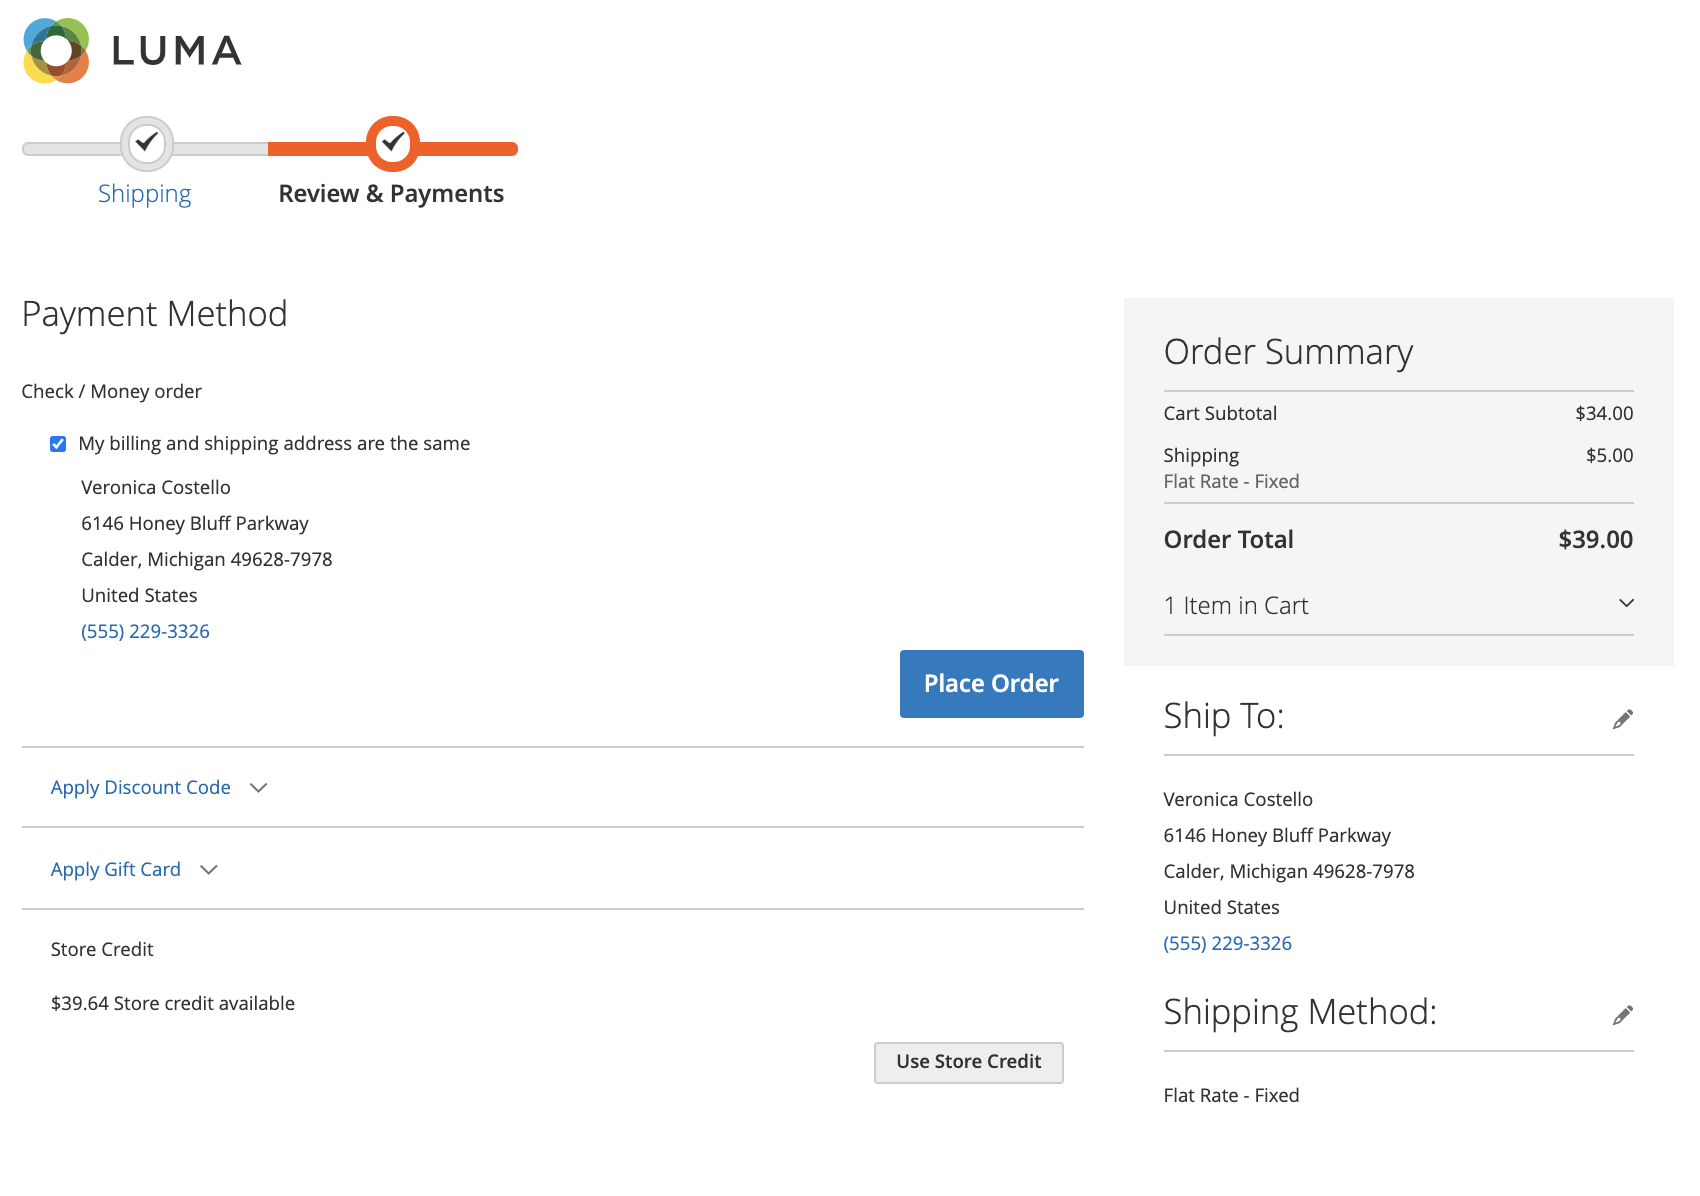 LUMA
Shipping
Review & Payments
Payment Method
Check / Money order
My billing and shipping address are the same
Veronica Costello
6146 Honey Bluff Parkway
Calder, Michigan 49628-7978
United States
(555) 229-3326
Place Order
Apply Discount Code
Apply Gift Card
Store Credit
$39.64 Store credit available
Use Store Credit
Order Summary
Cart Subtotal $34.00
Shipping $5.00
Flat Rate - Fixed
Order Total $39.00
1 Item in Cart
Ship To:
Veronica Costello
6146 Honey Bluff Parkway
Calder, Michigan 49628-7978
United States
(555) 229-3326
Shipping Method:
Flat Rate - Fixed